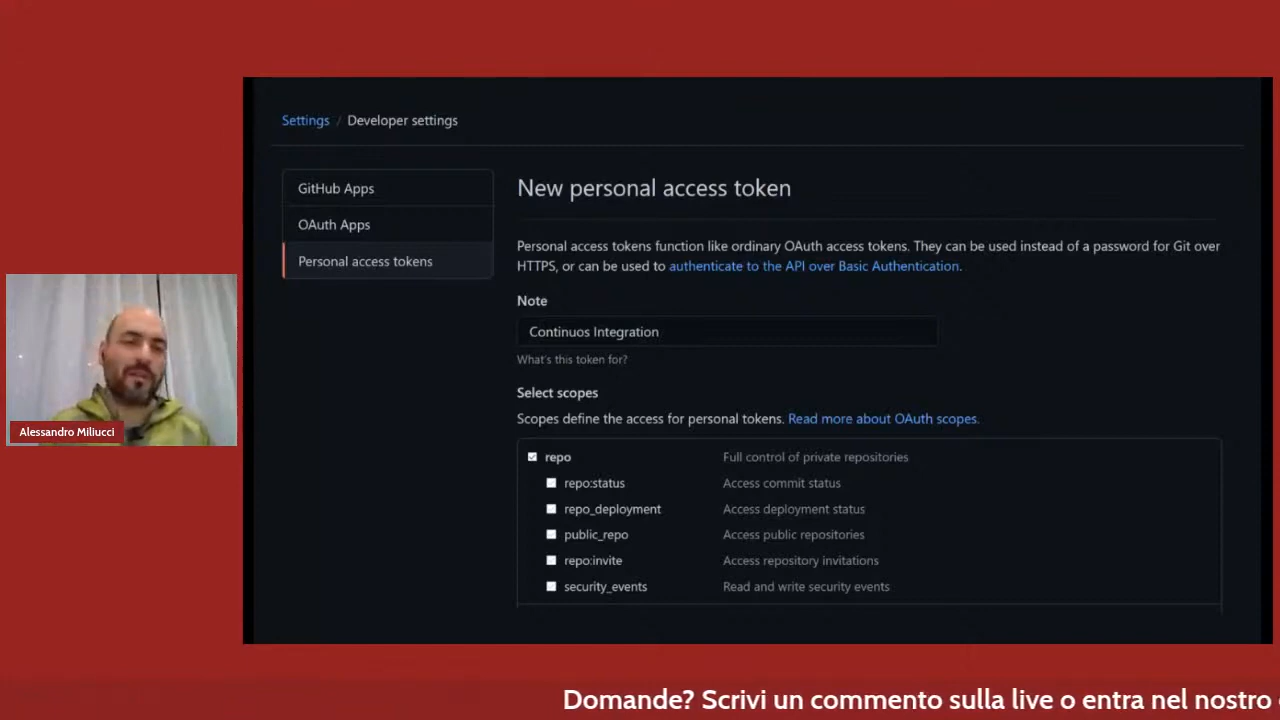 Settings / Developer settings
GitHub Apps
OAuth Apps
Personal access tokens
New personal access token
Personal access tokens function like ordinary OAuth access tokens. They can be used instead of a password for Git over
HTTPS, or can be used to authenticate to the API over Basic Authentication.
Note
Continuos Integration
What's this token for?
Select scopes
Scopes define the access for personal tokens. Read more about OAuth scopes.
repo Full control of private repositories
repo:status Access commit status
repo_deployment Access deployment status
public_repo Access public repositories
repo:invite Access repository invitations
security_events Read and write security events
Alessandro Miliucci
Domande? Scrivi un commento sulla live o entra nel nostro